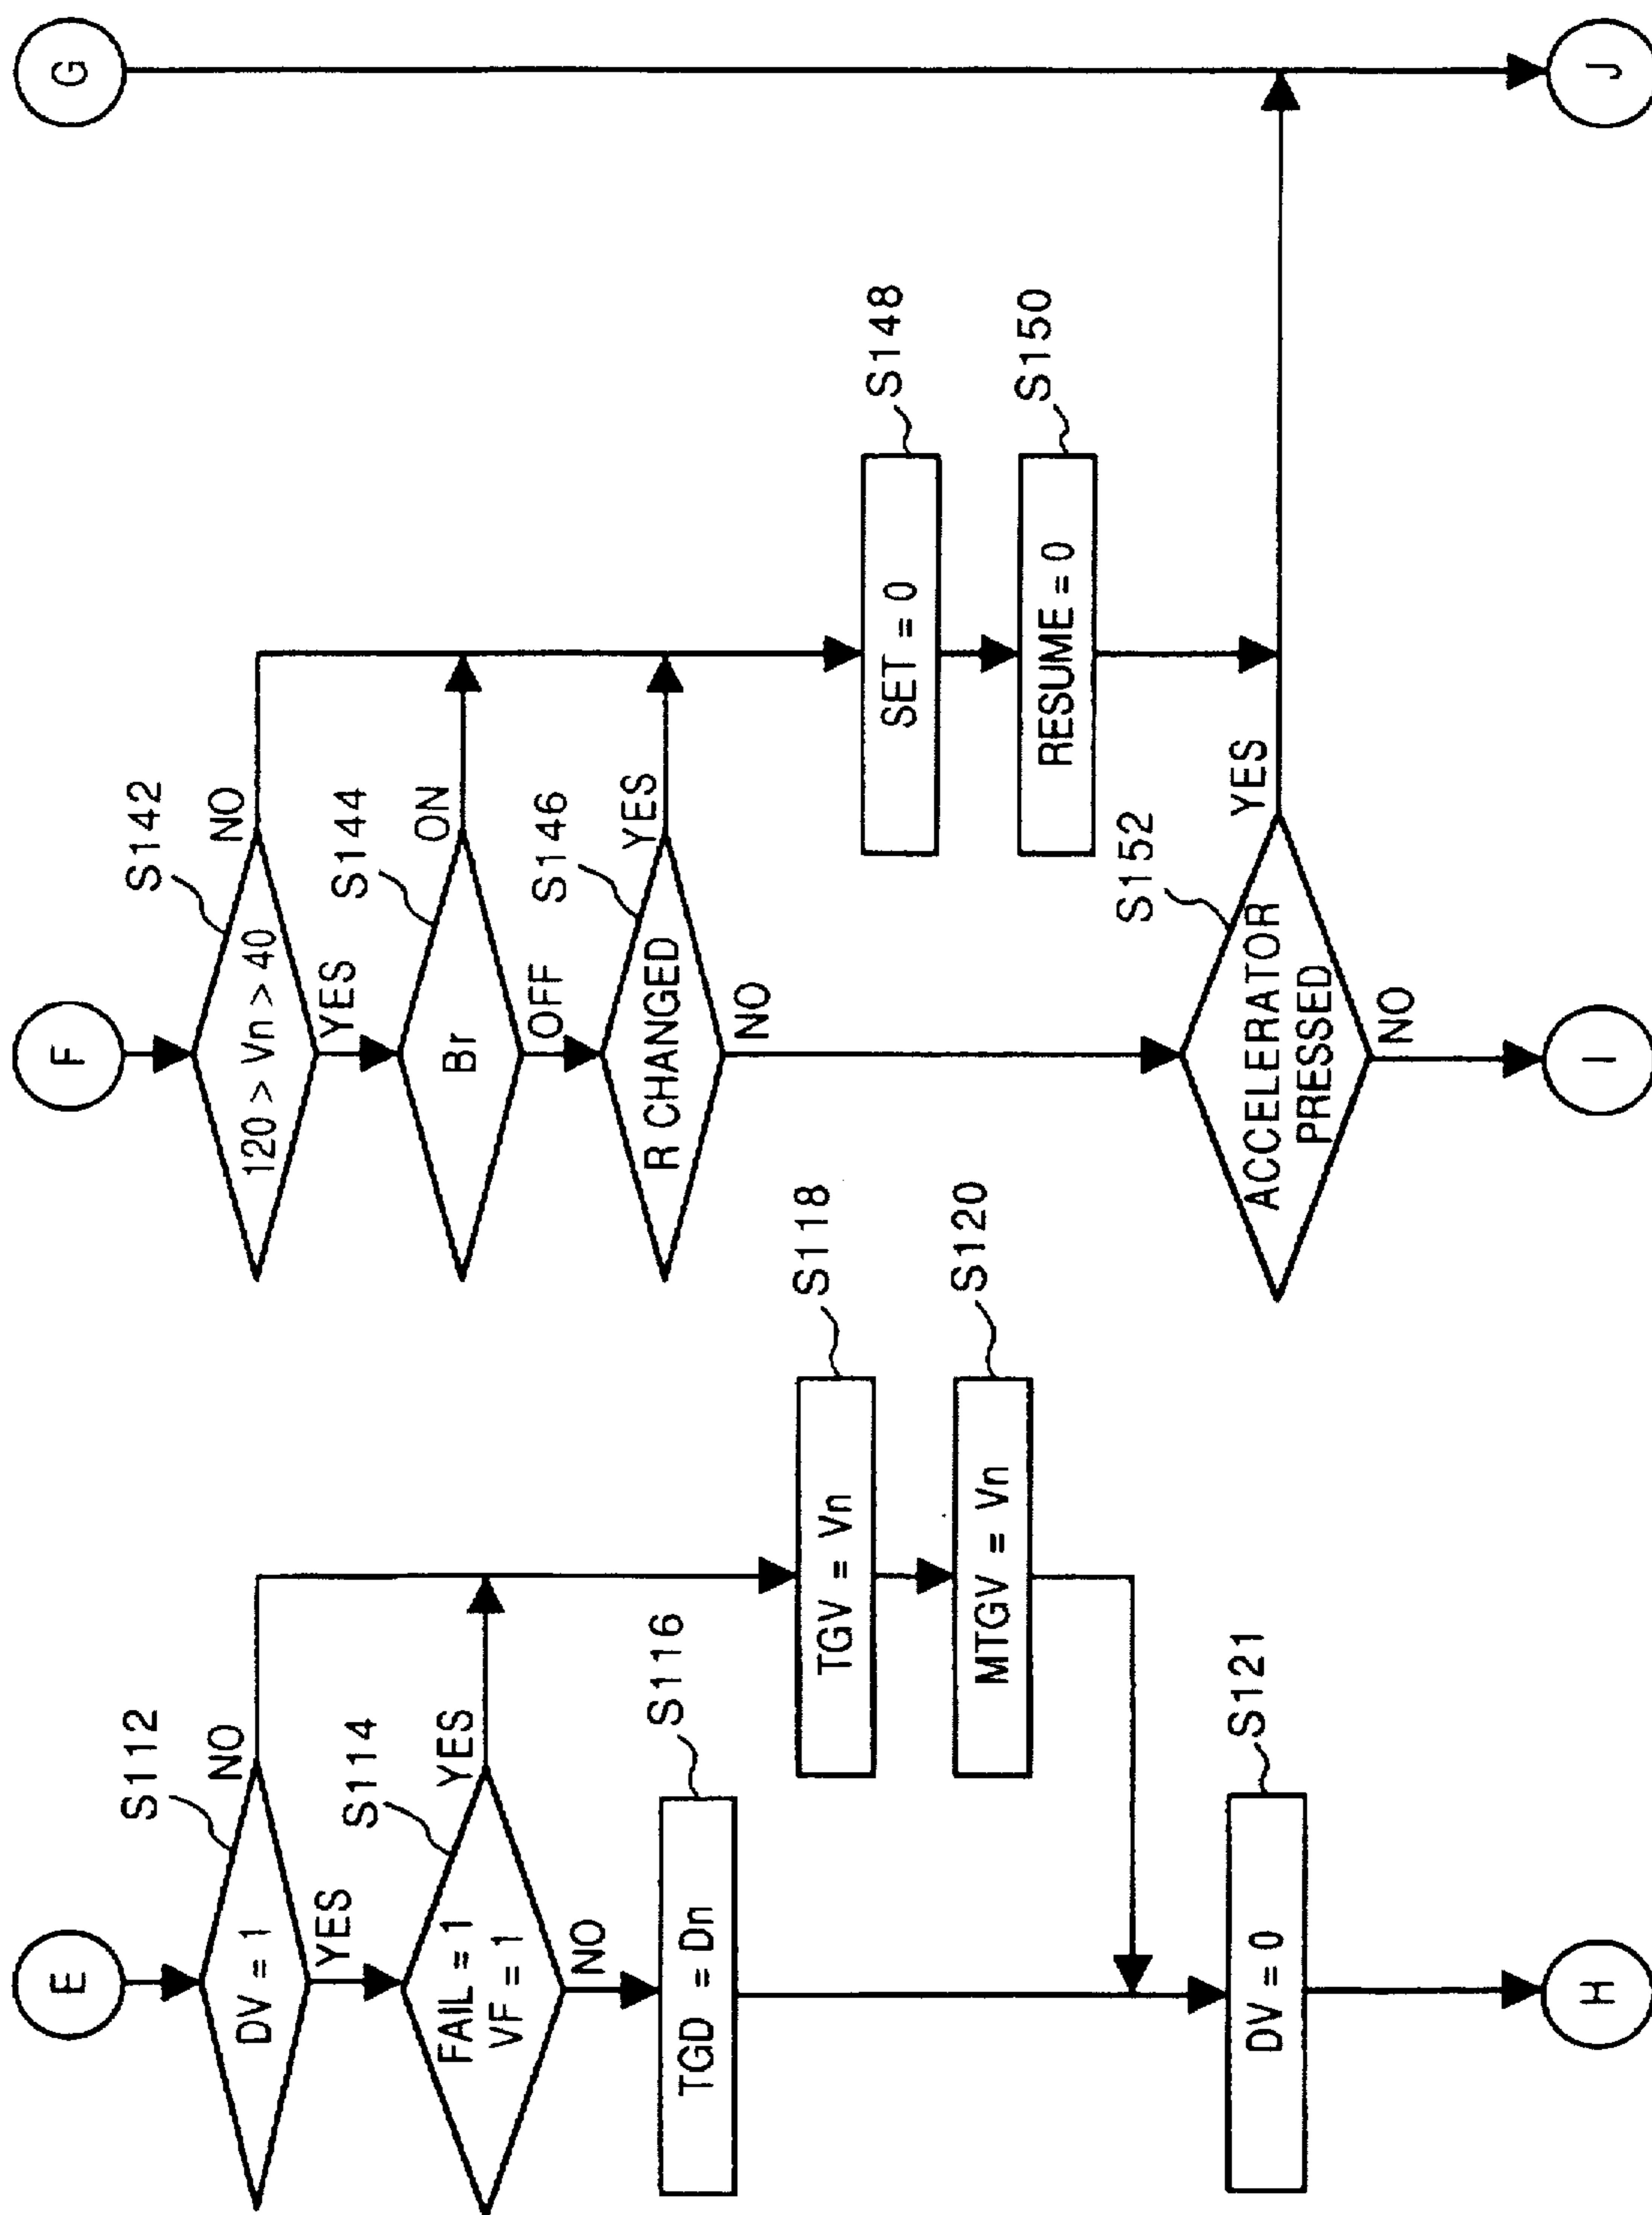 E
S112
DV = 1
NO
YES
S114
FAIL = 1
VF = 1
YES
NO
S116
TGD = Dn
S118
TGV = Vn
S120
MTGV = Vn
S121
DV = 0
H
F
S142
120 > Vn > 40
NO
YES
S144
Br
ON
OFF
S146
R CHANGED
YES
NO
S148
SET = 0
S150
RESUME = 0
S152
ACCELERATOR
PRESSED
YES
NO
I
G
J